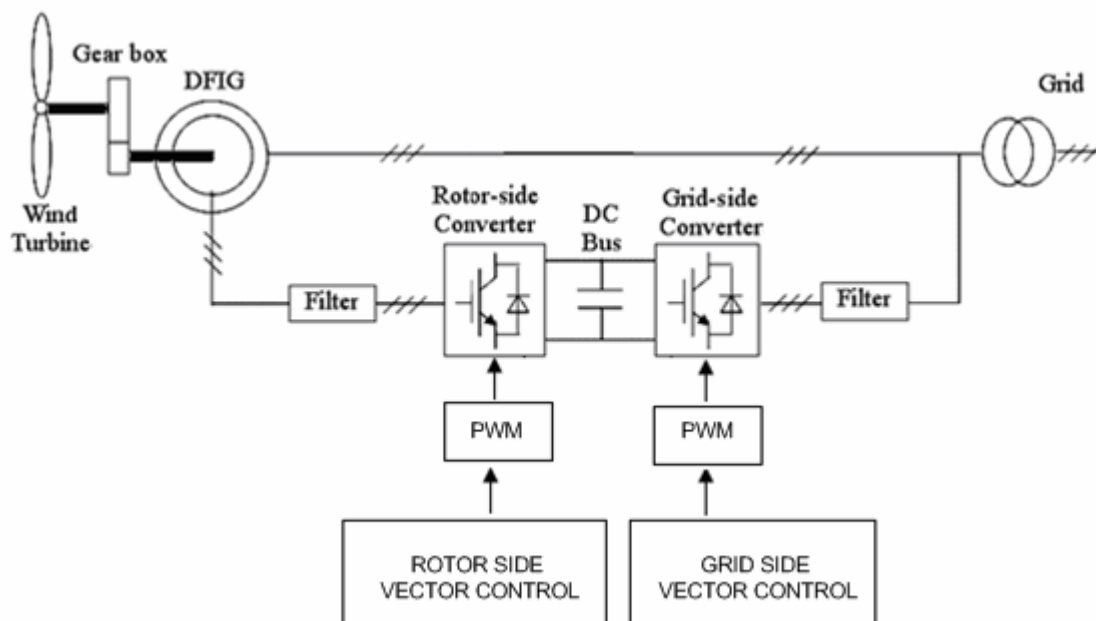 Gear box
DFIG
Grid
Wind
Turbine
Rotor-side
Converter
DC
Bus
Grid-side
Converter
Filter
Filter
PWM
PWM
ROTOR SIDE
VECTOR CONTROL
GRID SIDE
VECTOR CONTROL